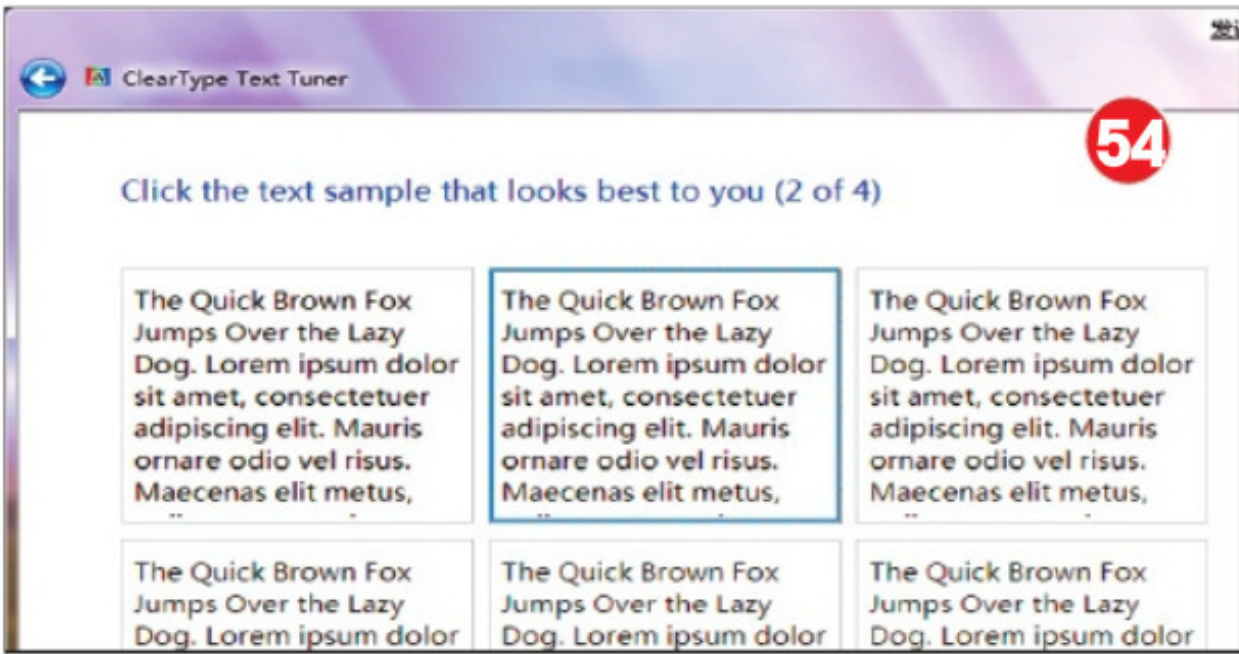 ClearType Text Tuner
54
Click the text sample that looks best to you (2 of 4)
The Quick Brown Fox
Jumps Over the Lazy
Dog. Lorem ipsum dolor
sit amet, consectetuer
adipiscing elit. Mauris
ornare odio vel risus.
Maecenas elit metus,
The Quick Brown Fox
Jumps Over the Lazy
Dog. Lorem ipsum dolor
sit amet, consectetuer
adipiscing elit. Mauris
ornare odio vel risus.
Maecenas elit metus,
The Quick Brown Fox
Jumps Over the Lazy
Dog. Lorem ipsum dolor
sit amet, consectetuer
adipiscing elit. Mauris
ornare odio vel risus.
Maecenas elit metus,
The Quick Brown Fox
Jumps Over the Lazy
Dog. Lorem ipsum dolor
The Quick Brown Fox
Jumps Over the Lazy
Dog. Lorem ipsum dolor
The Quick Brown Fox
Jumps Over the Lazy
Dog. Lorem ipsum dolor